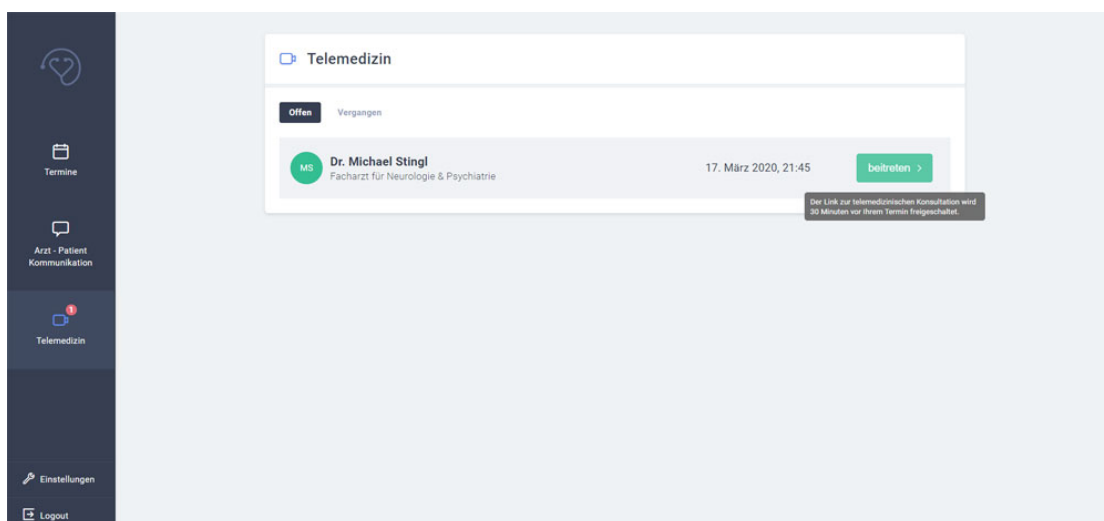 Telemedizin
Offen
Vergangen
MS
Dr. Michael Stingl
Facharzt für Neurologie & Psychiatrie
17. März 2020, 21:45
beitreten >
Der Link zur telemedizinischen Konsultation wird
30 Minuten vor Ihrem Termin freigeschaltet.
Termine
Arzt - Patient
Kommunikation
1
Telemedizin
Einstellungen
Logout